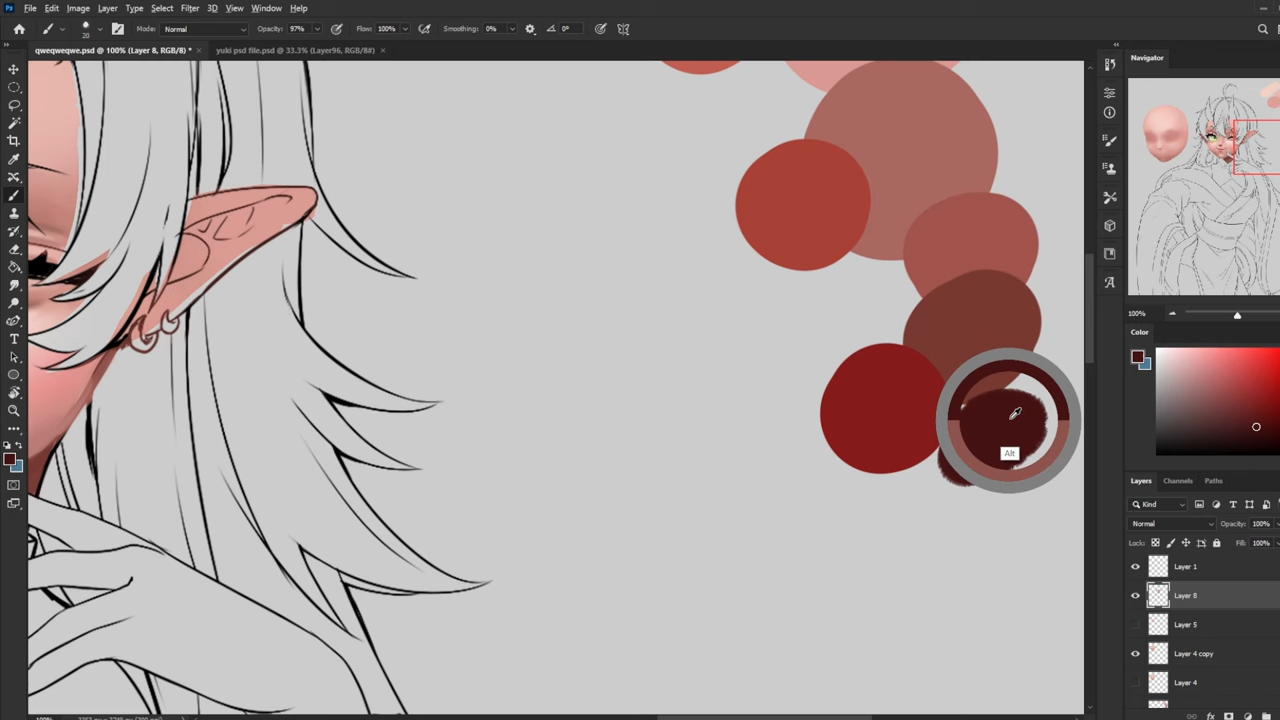 Ps File Edit Image Layer Type Select Filter 3D View Window Help
20 Mode: Normal Opacity: 97% Flow: 100% Smoothing: 0% 0°
qweqweqwe.psd @ 100% (Layer 8, RGB/8) * × yuki psd file.psd @ 33.3% (Layer96, RGB/8#) ×
Navigator
100%
Color
Alt
Layers Channels Paths
Kind
Normal Opacity: 100%
Lock: Fill: 100%
Layer 1
Layer 8
Layer 5
Layer 4 copy
Layer 4